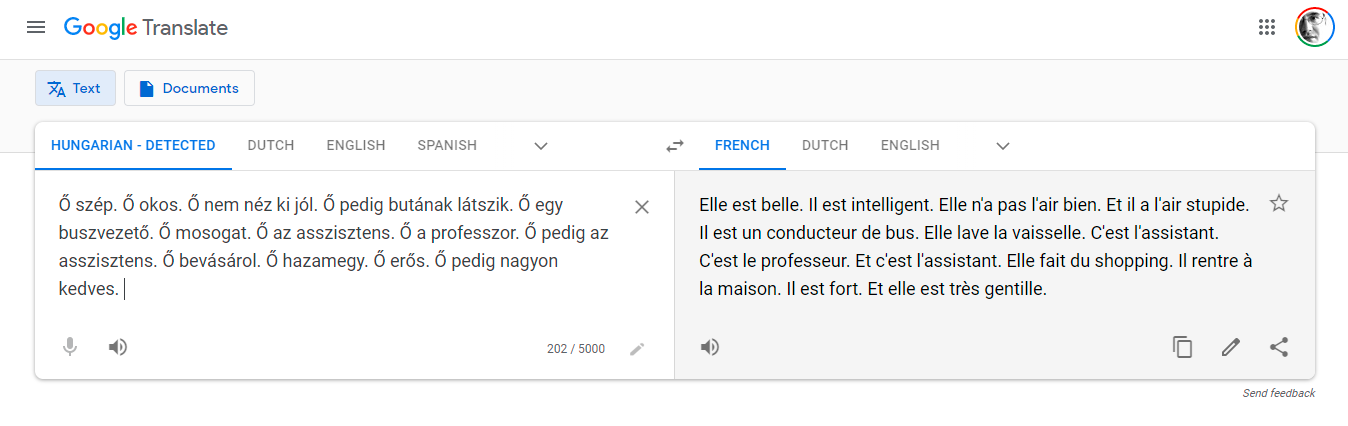 Google Translate
Text
Documents
HUNGARIAN - DETECTED DUTCH ENGLISH SPANISH
FRENCH DUTCH ENGLISH
Ő szép. Ő okos. Ő nem néz ki jól. Ő pedig butának látszik. Ő egy
buszvezető. Ő mosogat. Ő az asszisztens. Ő a professzor. Ő pedig az
asszisztens. Ő bevásárol. Ő hazamegy. Ő erős. Ő pedig nagyon
kedves.
202 / 5000
Elle est belle. Il est intelligent. Elle n'a pas l'air bien. Et il a l'air stupide.
Il est un conducteur de bus. Elle lave la vaisselle. C'est l'assistant.
C'est le professeur. Et c'est l'assistant. Elle fait du shopping. Il rentre à
la maison. Il est fort. Et elle est très gentille.
Send feedback